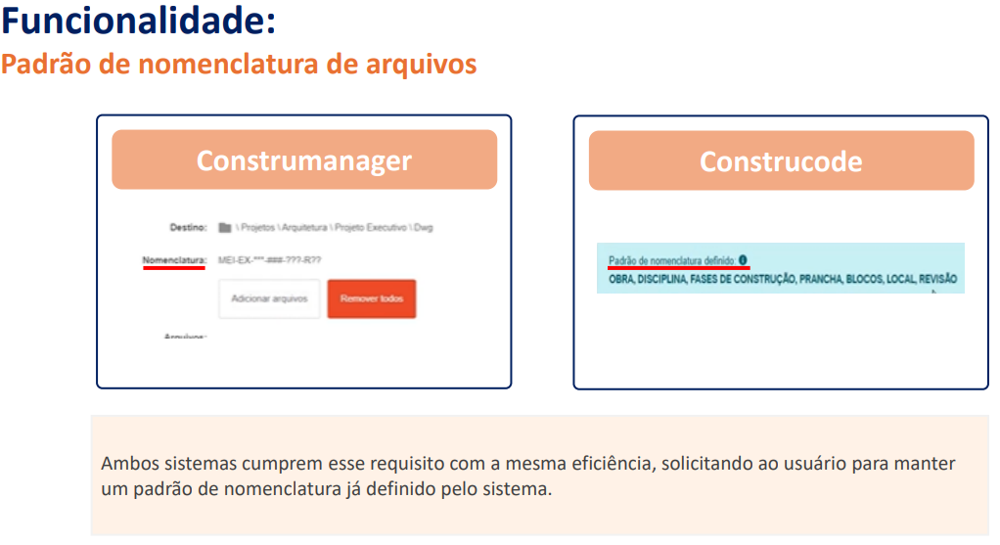 Funcionalidade:
Padrão de nomenclatura de arquivos
Construmanager
Destino: \ Projetos \ Arquitetura \ Projeto Executivo \ Dwg
Nomenclatura: MEI-EX-***-###-???-R??
Adicionar arquivos Remover todos
Arquivos:
Construcode
Padrão de nomenclatura definido:
OBRA, DISCIPLINA, FASES DE CONSTRUÇÃO, PRANCHA, BLOCOS, LOCAL, REVISÃO
Ambos sistemas cumprem esse requisito com a mesma eficiência, solicitando ao usuário para manter
um padrão de nomenclatura já definido pelo sistema.